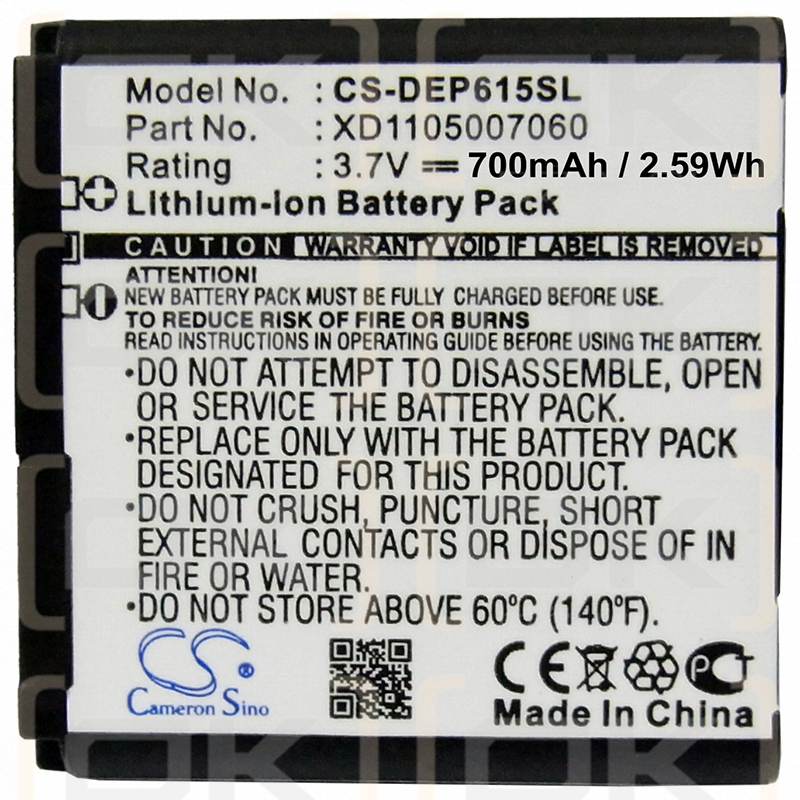 Model No. : CS-DEP615SL
Part No. : XD1105007060
Rating : 3.7V 700mAh / 2.59Wh
Lithium-Ion Battery Pack
CAUTION WARRANTY VOID IF LABEL IS REMOVED
ATTENTION!
NEW BATTERY PACK MUST BE FULLY CHARGED BEFORE USE.
TO REDUCE RISK OF FIRE OR BURNS
READ INSTRUCTIONS IN OPERATING GUIDE BEFORE USING THE BATTERY.
•DO NOT ATTEMPT TO DISASSEMBLE, OPEN
OR SERVICE THE BATTERY PACK.
•REPLACE ONLY WITH THE BATTERY PACK
DESIGNATED FOR THIS EQUIPMENT.
•DO NOT CRUSH, PUNCTURE, SHORT
EXTERNAL CONTACTS OR DISPOSE OF IN
FIRE OR WATER.
•DO NOT STORE ABOVE 60°C (140°F).
CS ®
Cameron Sino
CE PCT
Made In China